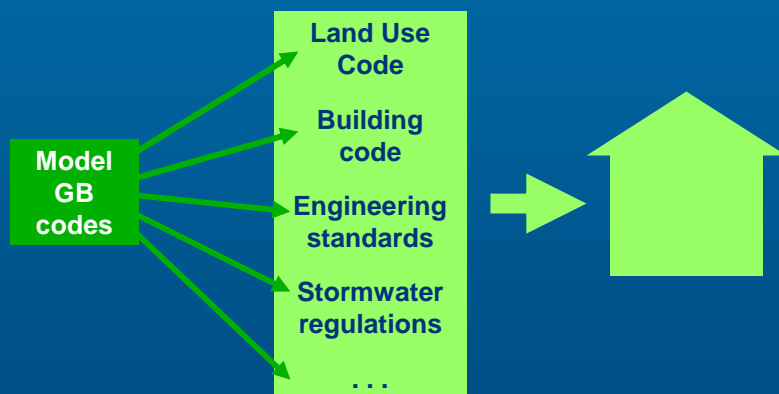 Model
GB
codes
Land Use
Code
Building
code
Engineering
standards
Stormwater
regulations
. . .